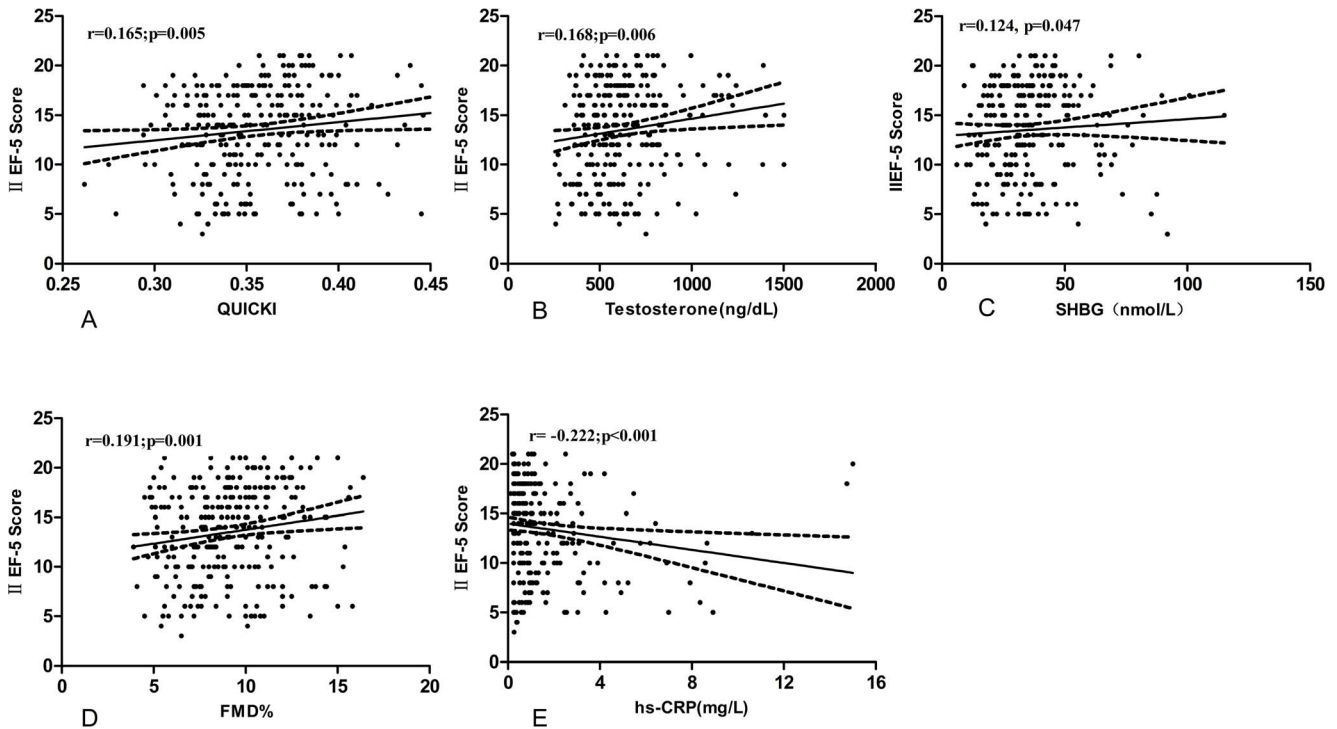 r=0.165;p=0.005
25
20
15
10
5
0
II EF-5 Score
0.25 0.30 0.35 0.40 0.45
QUICKI
A
r=0.168;p=0.006
25
20
15
10
5
0
II EF-5 Score
0 500 1000 1500 2000
Testosterone(ng/dL)
B
r=0.124, p=0.047
25
20
15
10
5
0
IIEF-5 Score
0 50 100 150
SHBG（nmol/L）
C
r=0.191;p=0.001
25
20
15
10
5
0
II EF-5 Score
0 5 10 15 20
FMD%
D
r= -0.222;p<0.001
25
20
15
10
5
0
II EF-5 Score
0 4 8 12 16
hs-CRP(mg/L)
E